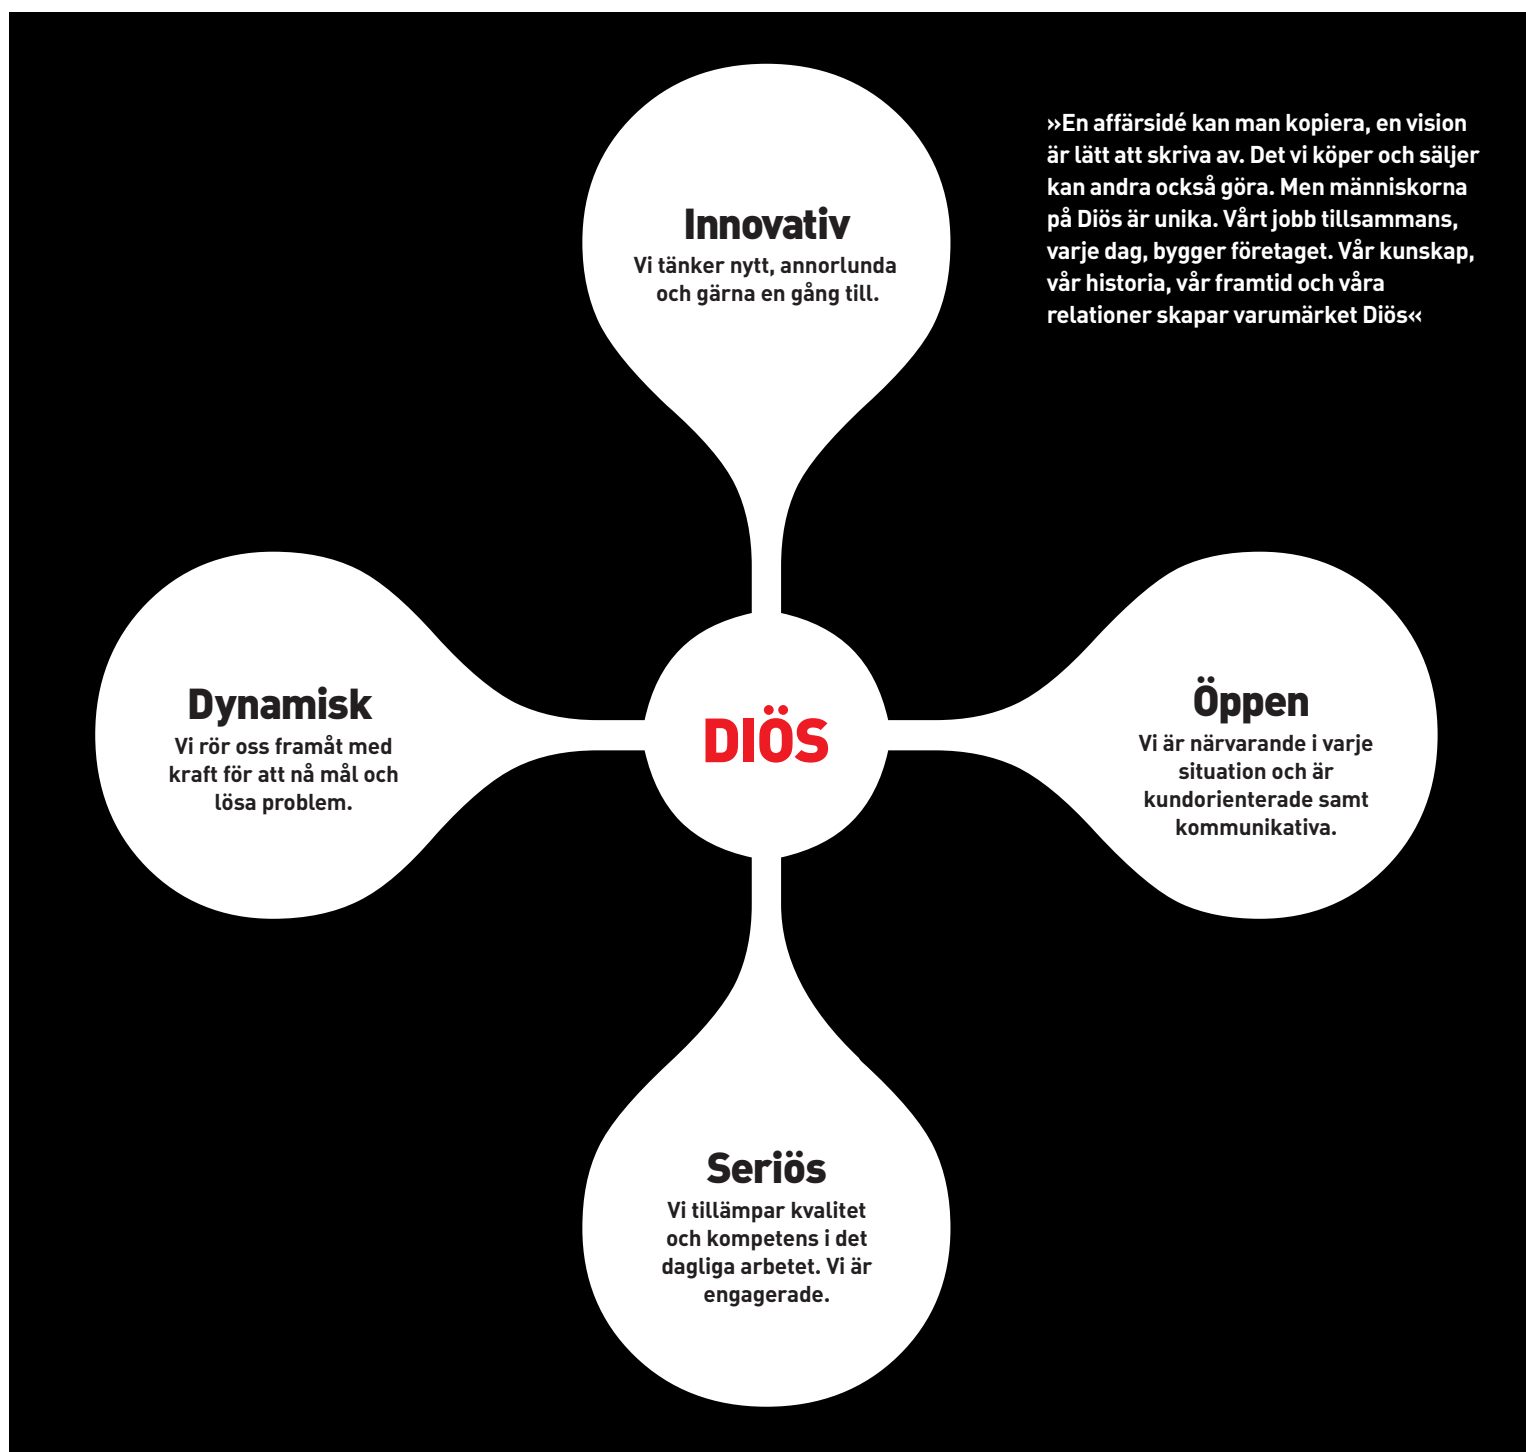 »En affärsidé kan man kopiera, en vision
är lätt att skriva av. Det vi köper och säljer
kan andra också göra. Men människorna
på Diös är unika. Vårt jobb tillsammans,
varje dag, bygger företaget. Vår kunskap,
vår historia, vår framtid och våra
relationer skapar varumärket Diös«
Innovativ
Vi tänker nytt, annorlunda
och gärna en gång till.
Dynamisk
Vi rör oss framåt med
kraft för att nå mål och
lösa problem.
DIÖS
Öppen
Vi är närvarande i varje
situation och är
kundorienterade samt
kommunikativa.
Seriös
Vi tillämpar kvalitet
och kompetens i det
dagliga arbetet. Vi är
engagerade.